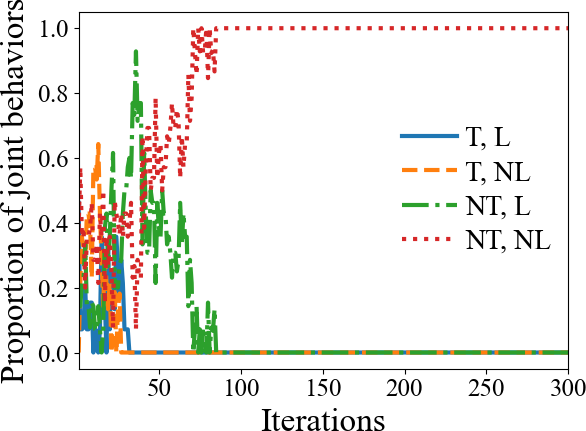 Proportion of joint behaviors
1.0
0.8
0.6
0.4
0.2
0.0
T, L
T, NL
NT, L
NT, NL
50 100 150 200 250 300
Iterations